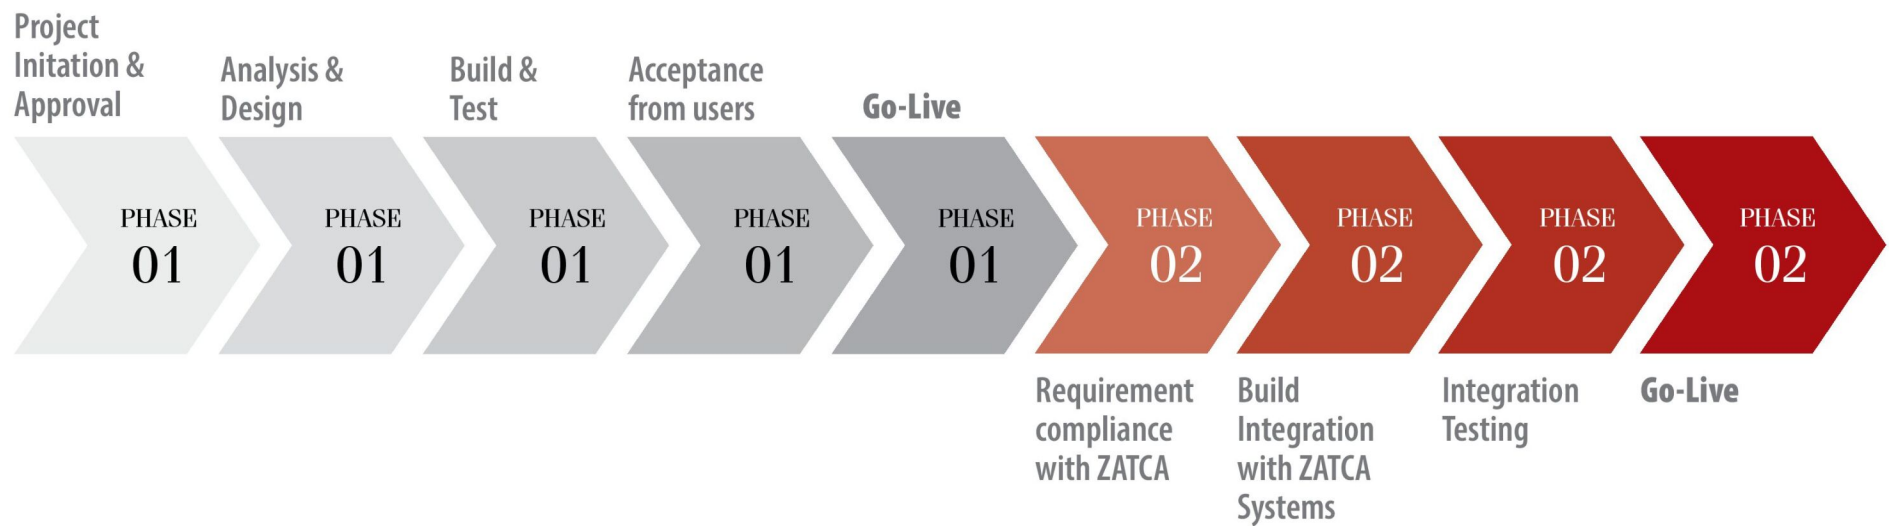 Project
Initation &
Approval
Analysis &
Design
Build &
Test
Acceptance
from users
Go-Live
PHASE
01
PHASE
01
PHASE
01
PHASE
01
PHASE
01
PHASE
02
PHASE
02
PHASE
02
PHASE
02
Requirement
compliance
with ZATCA
Build
Integration
with ZATCA
Systems
Integration
Testing
Go-Live